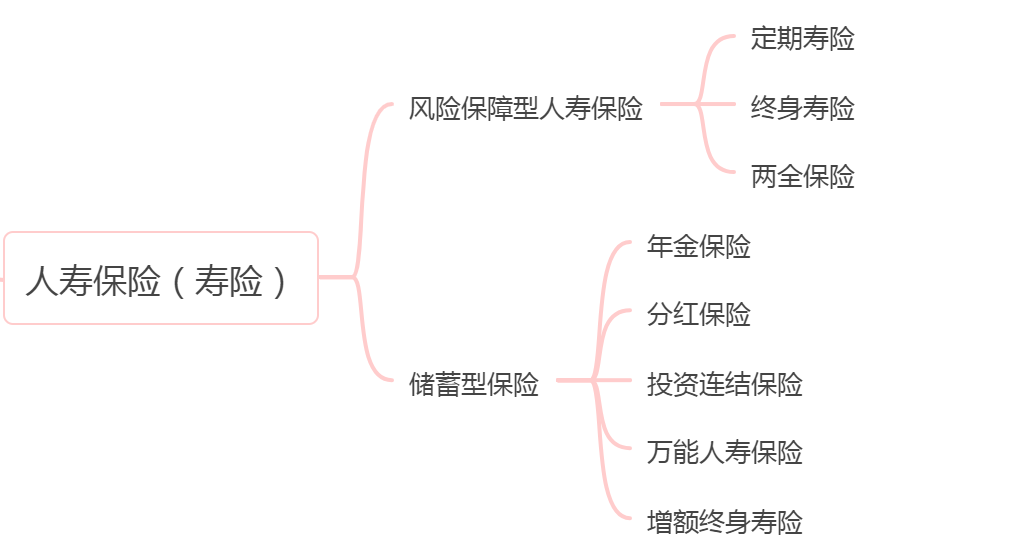 定期寿险
风险保障型人寿保险
终身寿险
两全保险
人寿保险（寿险）
年金保险
分红保险
储蓄型保险
投资连结保险
万能人寿保险
增额终身寿险